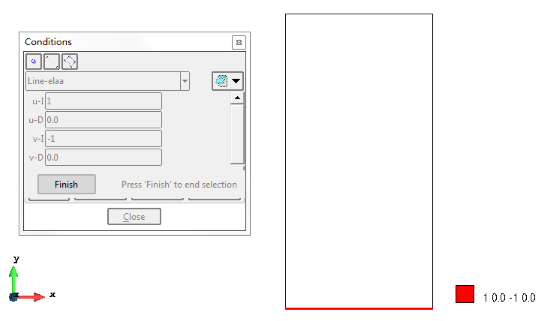 Conditions
Line-elaa
u-I 1
u-D 0.0
v-I -1
v-D 0.0
Finish Press 'Finish' to end selection
Close
y
x
1 0.0 -1 0.0